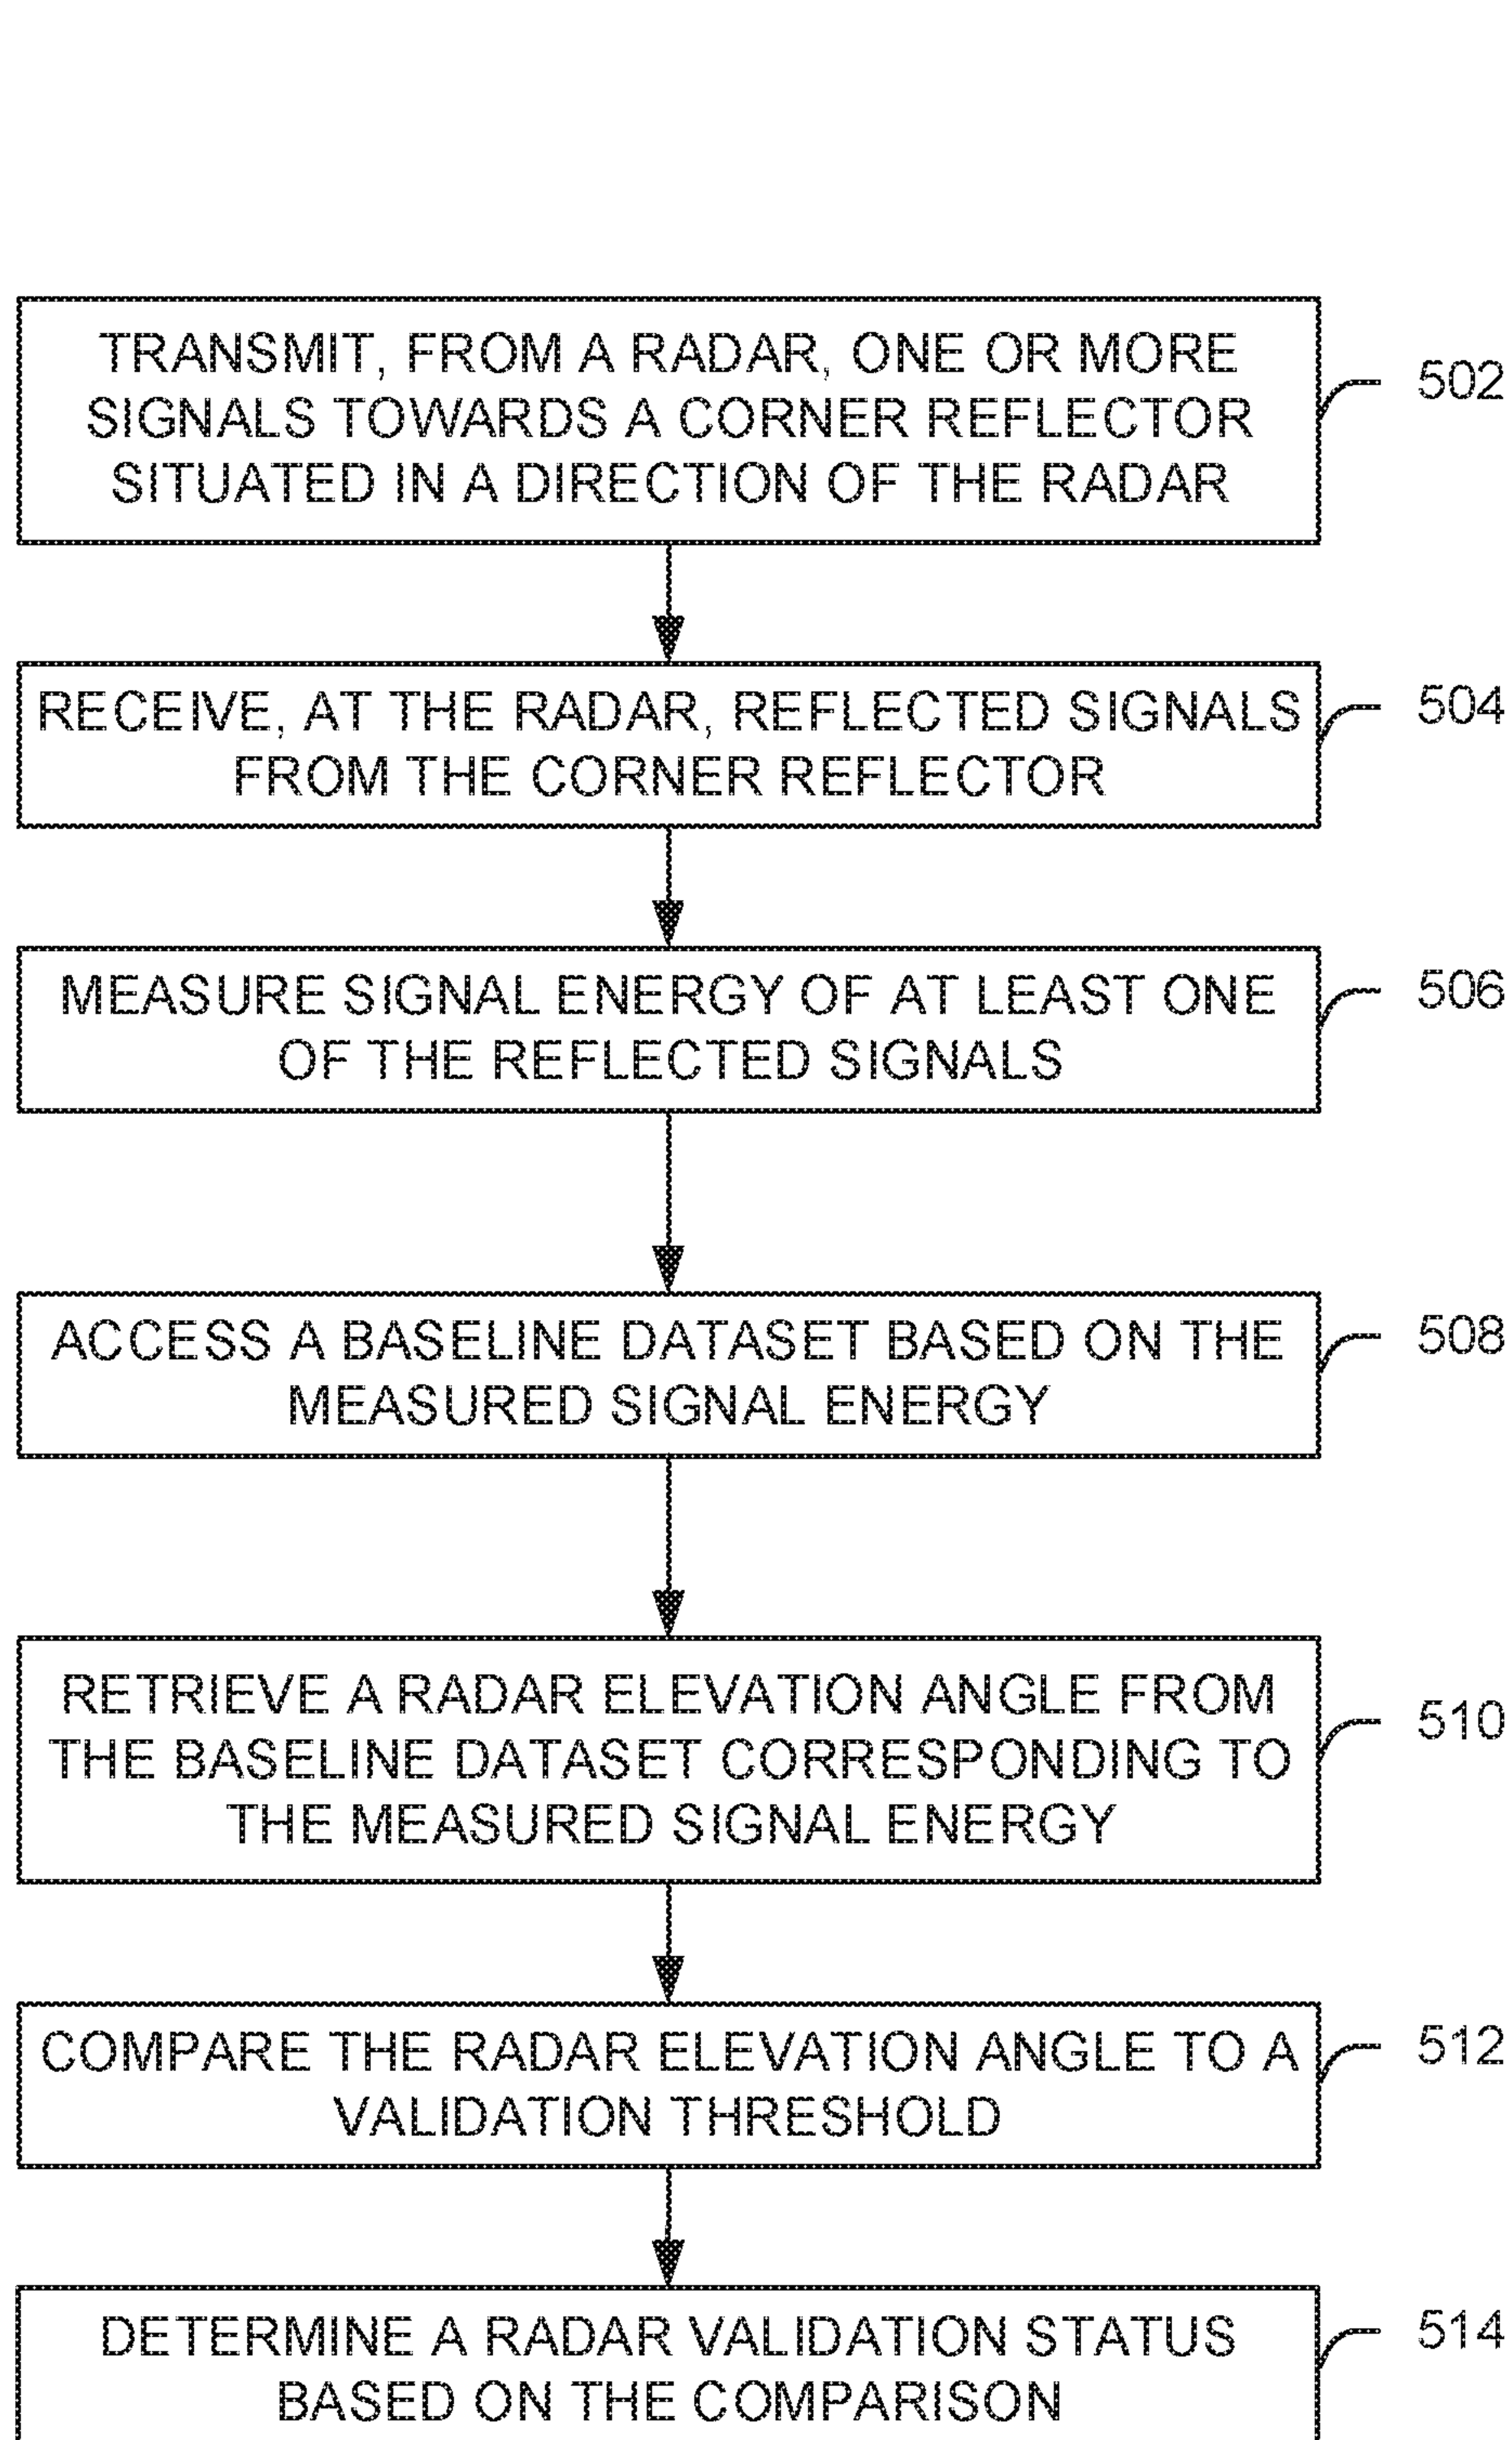 TRANSMIT, FROM A RADAR, ONE OR MORE
SIGNALS TOWARDS A CORNER REFLECTOR
SITUATED IN A DIRECTION OF THE RADAR
502
RECEIVE, AT THE RADAR, REFLECTED SIGNALS
FROM THE CORNER REFLECTOR
504
MEASURE SIGNAL ENERGY OF AT LEAST ONE
OF THE REFLECTED SIGNALS
506
ACCESS A BASELINE DATASET BASED ON THE
MEASURED SIGNAL ENERGY
508
RETRIEVE A RADAR ELEVATION ANGLE FROM
THE BASELINE DATASET CORRESPONDING TO
THE MEASURED SIGNAL ENERGY
510
COMPARE THE RADAR ELEVATION ANGLE TO A
VALIDATION THRESHOLD
512
DETERMINE A RADAR VALIDATION STATUS
BASED ON THE COMPARISON
514